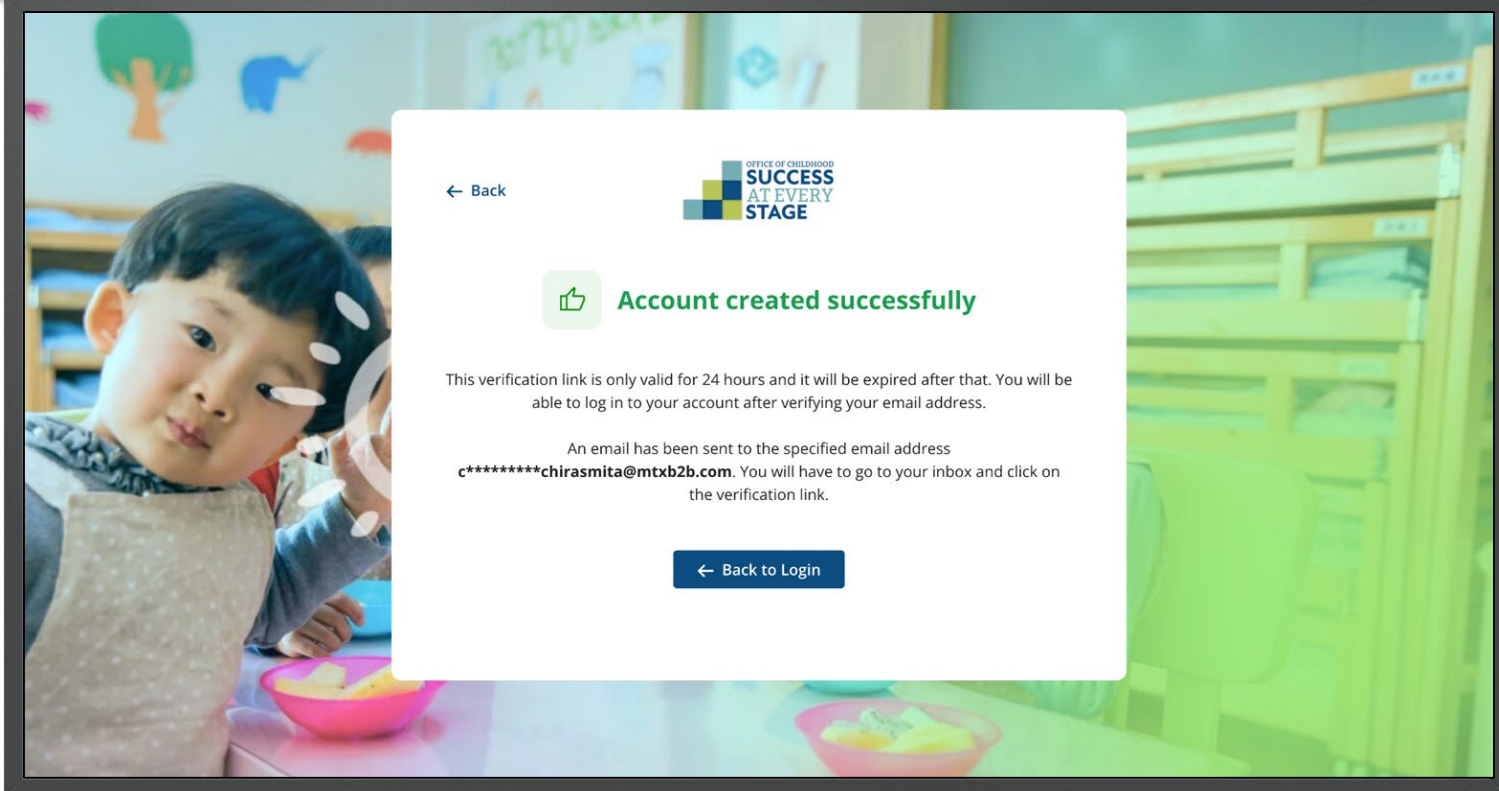 ← Back
OFFICE OF CHILDHOOD
SUCCESS
AT EVERY
STAGE
Account created successfully
This verification link is only valid for 24 hours and it will be expired after that. You will be
able to log in to your account after verifying your email address.
An email has been sent to the specified email address
c*********chirasmita@mtxb2b.com. You will have to go to your inbox and click on
the verification link.
← Back to Login